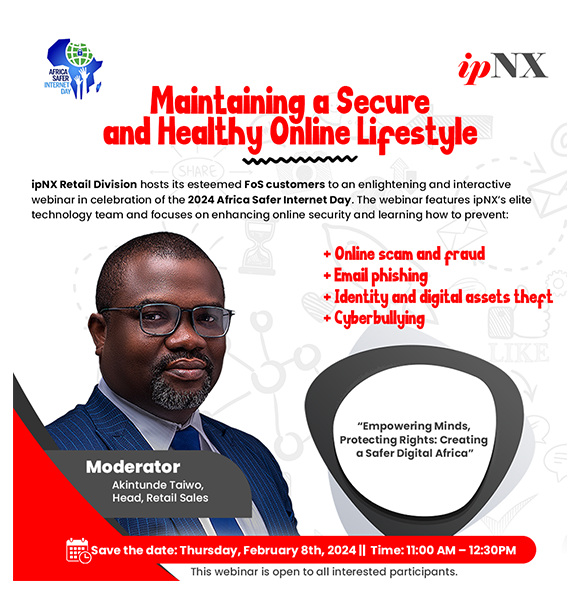 AFRICA
SAFER
INTERNET
DAY
ipNX
Maintaining a Secure
and Healthy Online Lifestyle
SHARE
ipNX Retail Division hosts its esteemed FoS customers to an enlightening and interactive
webinar in celebration of the 2024 Africa Safer Internet Day. The webinar features ipNX's elite
technology team and focuses on enhancing online security and learning how to prevent:
+ Online scam and fraud
+ Email phishing
+ Identity and digital assets theft
+ Cyberbullying
LIKE
“Empowering Minds,
Protecting Rights: Creating
a Safer Digital Africa”
Moderator
Akintunde Taiwo,
Head, Retail Sales
Save the date: Thursday, February 8th, 2024 || Time: 11:00 AM – 12:30PM
This webinar is open to all interested participants.